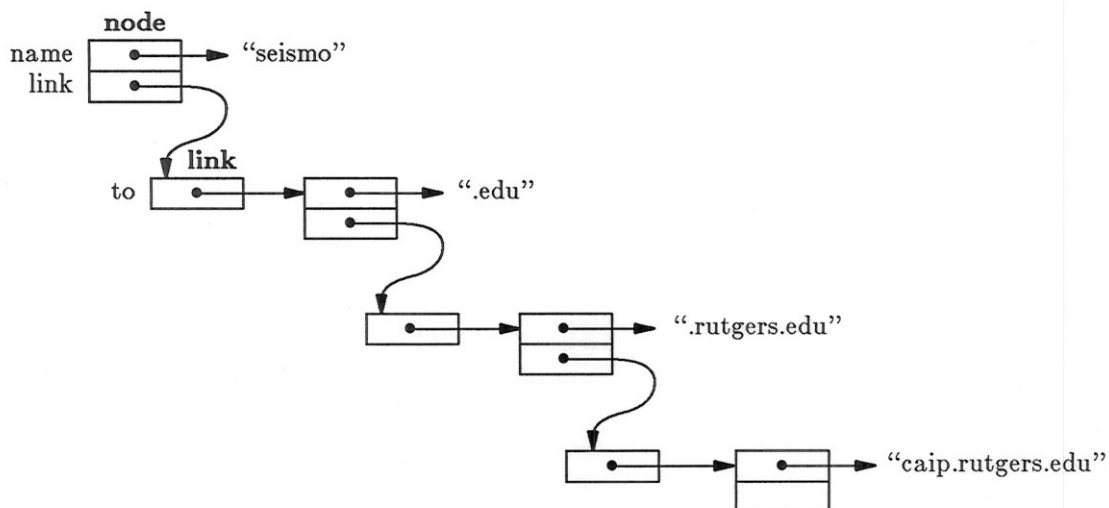 node
name "seismo"
link
link
to ".edu"
".rutgers.edu"
"caip.rutgers.edu"